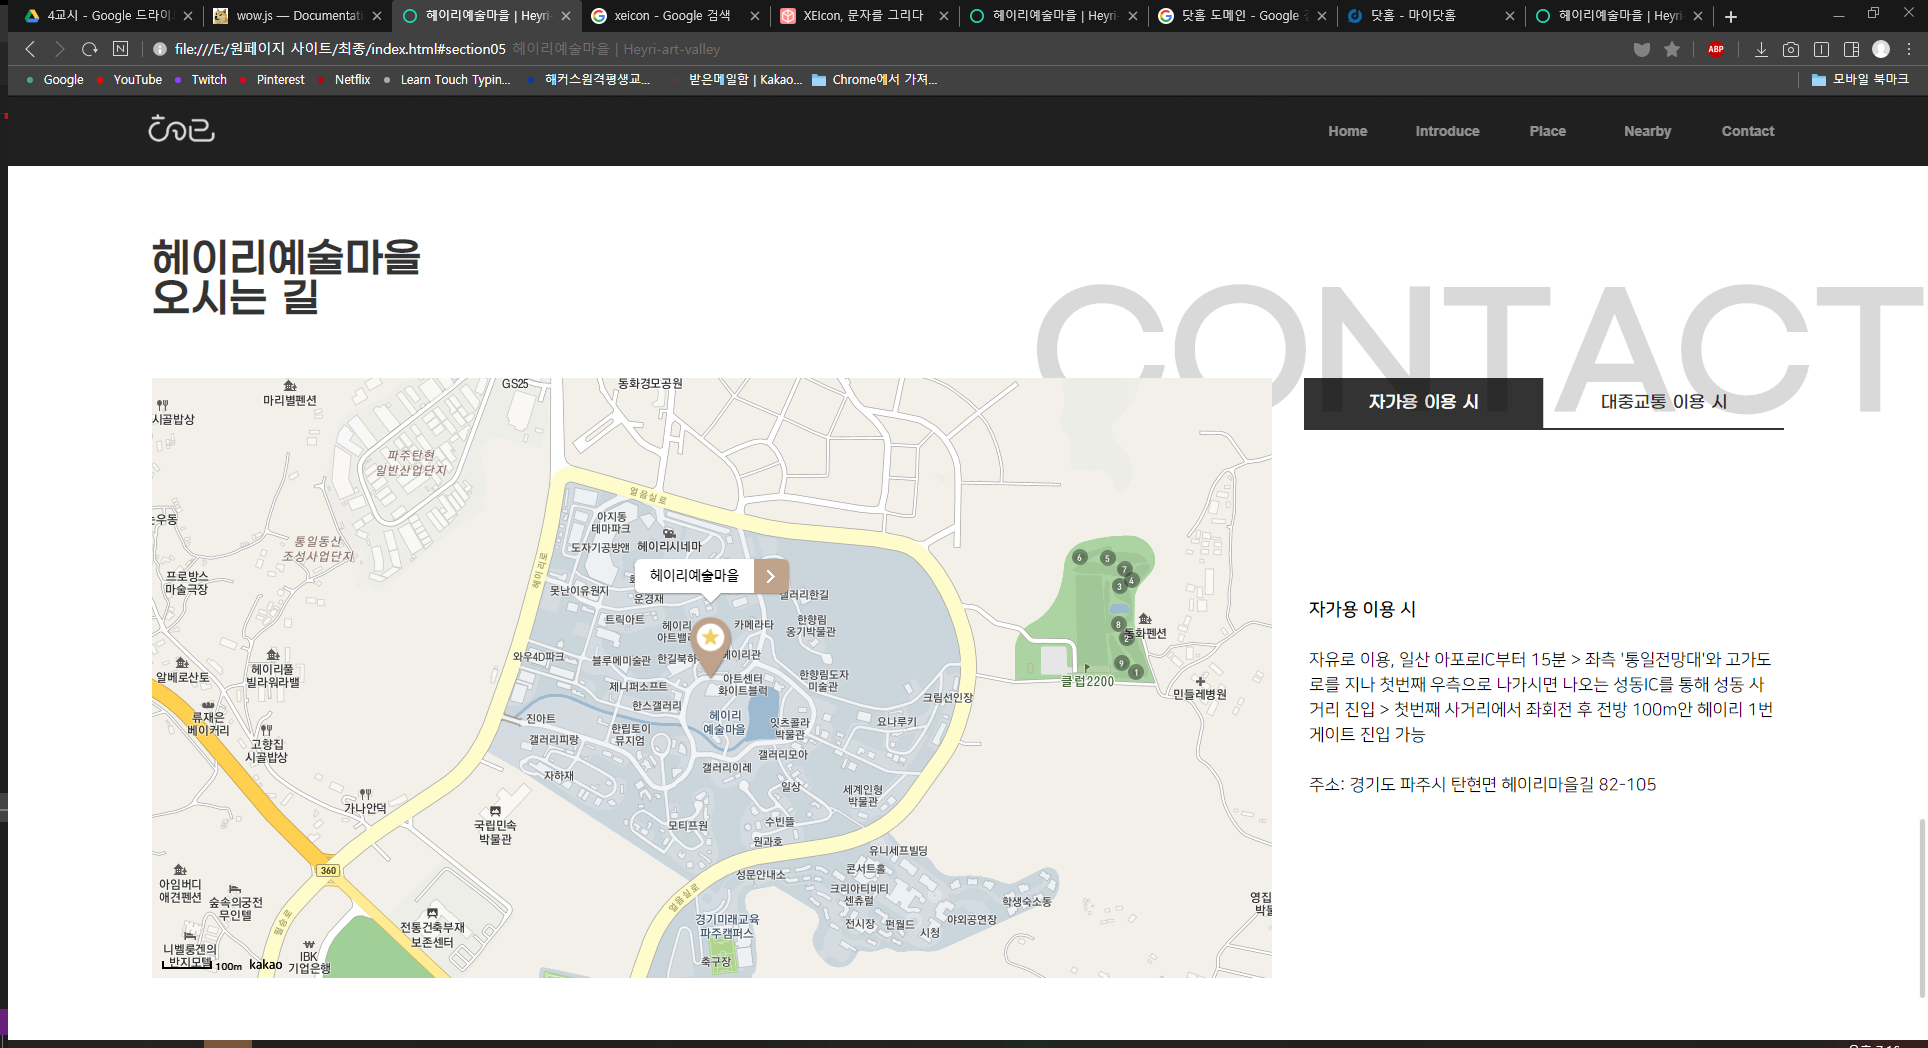 4교시 - Google 드라이
wow.js — Documentati
헤이리예술마을 | Heyri-
xeicon - Google 검색
XEIcon, 문자를 그리다
헤이리예술마을 | Heyri-
닷홈 도메인 - Google
닷홈 - 마이닷홈
헤이리예술마을 | Heyri-
file:///E:/원페이지 사이트/최종/index.html#section05 헤이리예술마을 | Heyri-art-valley
ABP
Google YouTube Twitch Pinterest Netflix Learn Touch Typin... 해커스원격평생교... 받은메일함 | Kakao... Chrome에서 가져... 모바일 북마크
Home Introduce Place Nearby Contact
헤이리예술마을
오시는 길
CONTACT
자가용 이용 시
대중교통 이용 시
GS25
동화경모공원
마리별펜션
시골밥상
파주탄현
일반산업단지
얼음실로
아지동
테마파크
도자기공방앤
헤이리시네마
통일동산
조성사업단지
헤이리로
헤이리예술마을
프로방스
마술극장
못난이유원지
운경재
갤러리한길
트릭아트
헤이리
아트밸
카메라타
한향림
옹기박물관
와우4D파크
블루메미술관
한길북하
헤이리관
헤이리풀
빌라워라밸
알베로산토
제니퍼소프트
아트센터
화이트블럭
한향림도자
미술관
한스갤러리
크림선인장
류재은
베이커리
진아트
헤이리
예술마을
잇츠콜라
박물관
요나루키
고향집
시골밥상
갤러리피랑
한립토이
뮤지엄
갤러리모아
자하재
갤러리이레
일상
세계인형
박물관
가나안덕
국립민속
박물관
모티프원
수빈뜰
원과호
유니세프빌딩
360
성문안내소
콘서트홀
크리아티비티
센츄럴
아임버디
애견펜션
숲속의궁전
무인텔
얼음실로
필승로
경기미래교육
파주캠퍼스
전시장
펀월드
시청
야외공연장
학생숙소동
전통건축부재
보존센터
니벨룽겐의
반지모텔
IBK
기업은행
축구장
100m kakao
동화펜션
클럽2200
민들레병원
6
5
7
4
3
8
2
9
1
자가용 이용 시
자유로 이용, 일산 아포로IC부터 15분 > 좌측 '통일전망대'와 고가도
로를 지나 첫번째 우측으로 나가시면 나오는 성동IC를 통해 성동 사
거리 진입 > 첫번째 사거리에서 좌회전 후 전방 100m안 헤이리 1번
게이트 진입 가능
주소: 경기도 파주시 탄현면 헤이리마을길 82-105